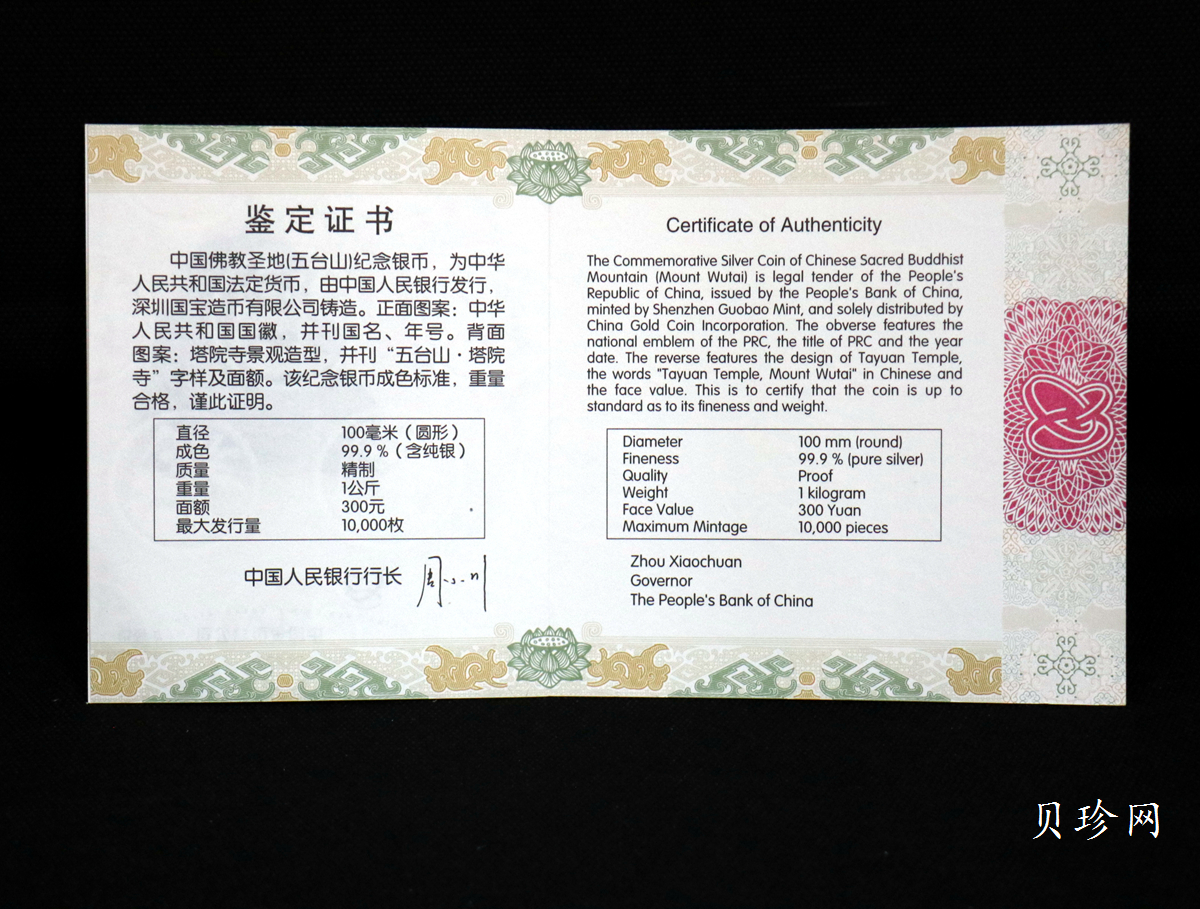 鉴定证书
中国佛教圣地(五台山)纪念银币，为中华
人民共和国法定货币，由中国人民银行发行，
深圳国宝造币有限公司铸造。正面图案：中华
人民共和国国徽，并刊国名、年号。背面
图案：塔院寺景观造型，并刊“五台山·塔院
寺”字样及面额。该纪念银币成色标准，重量
合格，谨此证明。
直径 100毫米（圆形）
成色 99.9％（含纯银）
质量 精制
重量 1公斤
面额 300元
最大发行量 10,000枚
中国人民银行行长 周小川
Certificate of Authenticity
The Commemorative Silver Coin of Chinese Sacred Buddhist
Mountain (Mount Wutai) is legal tender of the People's
Republic of China, issued by the People's Bank of China,
minted by Shenzhen Guobao Mint, and solely distributed by
China Gold Coin Incorporation. The obverse features the
national emblem of the PRC, the title of PRC and the year
date. The reverse features the design of Tayuan Temple,
the words "Tayuan Temple, Mount Wutai" in Chinese and
the face value. This is to certify that the coin is up to
standard as to its fineness and weight.
Diameter 100 mm (round)
Fineness 99.9 % (pure silver)
Quality Proof
Weight 1 kilogram
Face Value 300 Yuan
Maximum Mintage 10,000 pieces
Zhou Xiaochuan
Governor
The People's Bank of China
贝珍网